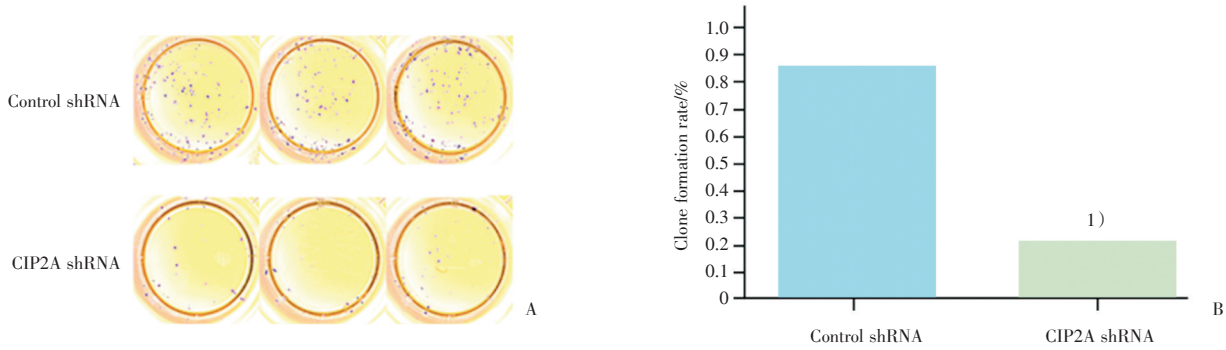 Control shRNA
CIP2A shRNA
A
Clone formation rate/%
1.0
0.9
0.8
0.7
0.6
0.5
0.4
0.3
0.2
0.1
0
1）
Control shRNA
CIP2A shRNA
B